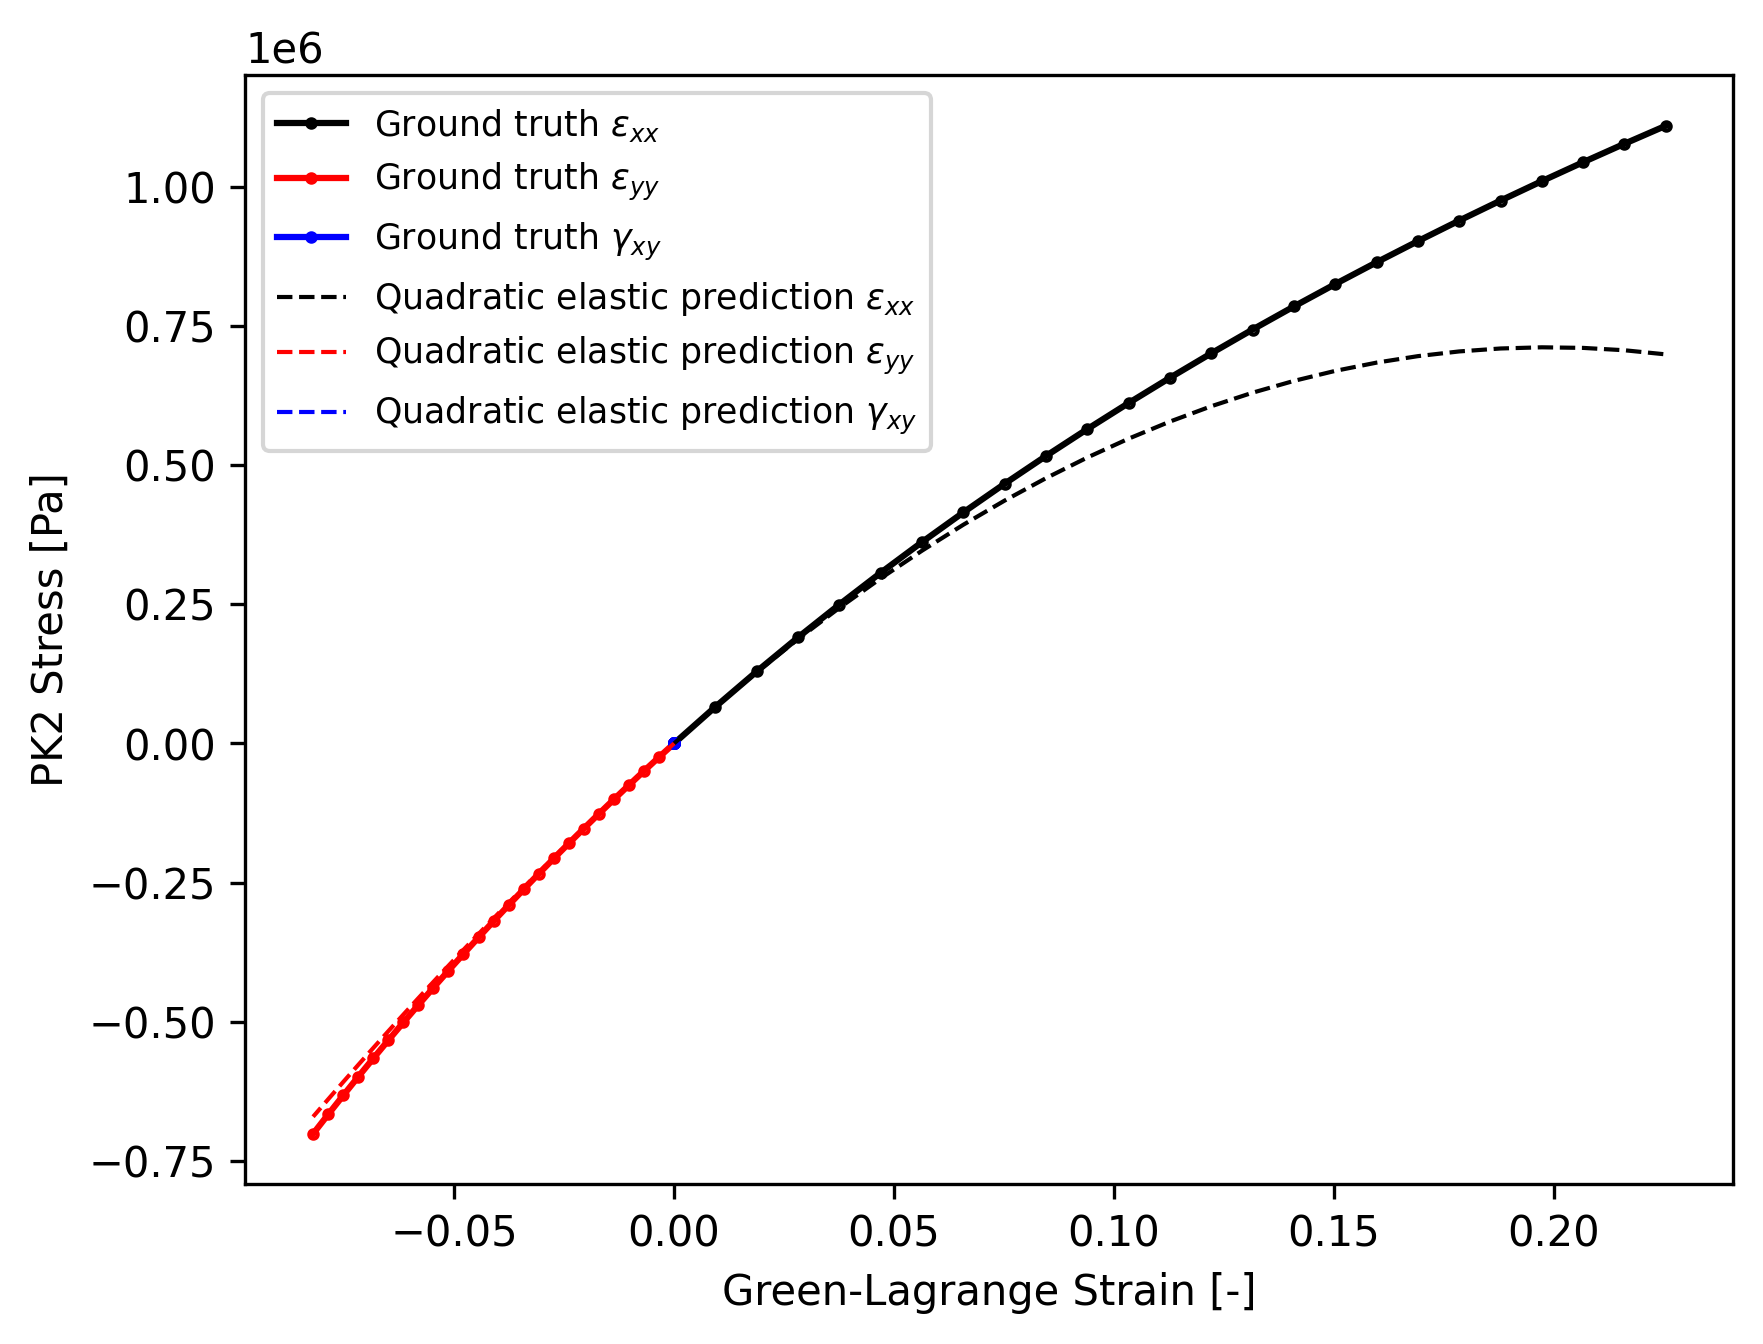 1e6
Ground truth εxx
Ground truth εyy
Ground truth γxy
Quadratic elastic prediction εxx
Quadratic elastic prediction εyy
Quadratic elastic prediction γxy
1.00
0.75
0.50
0.25
0.00
−0.25
−0.50
−0.75
PK2 Stress [Pa]
−0.05 0.00 0.05 0.10 0.15 0.20
Green-Lagrange Strain [-]